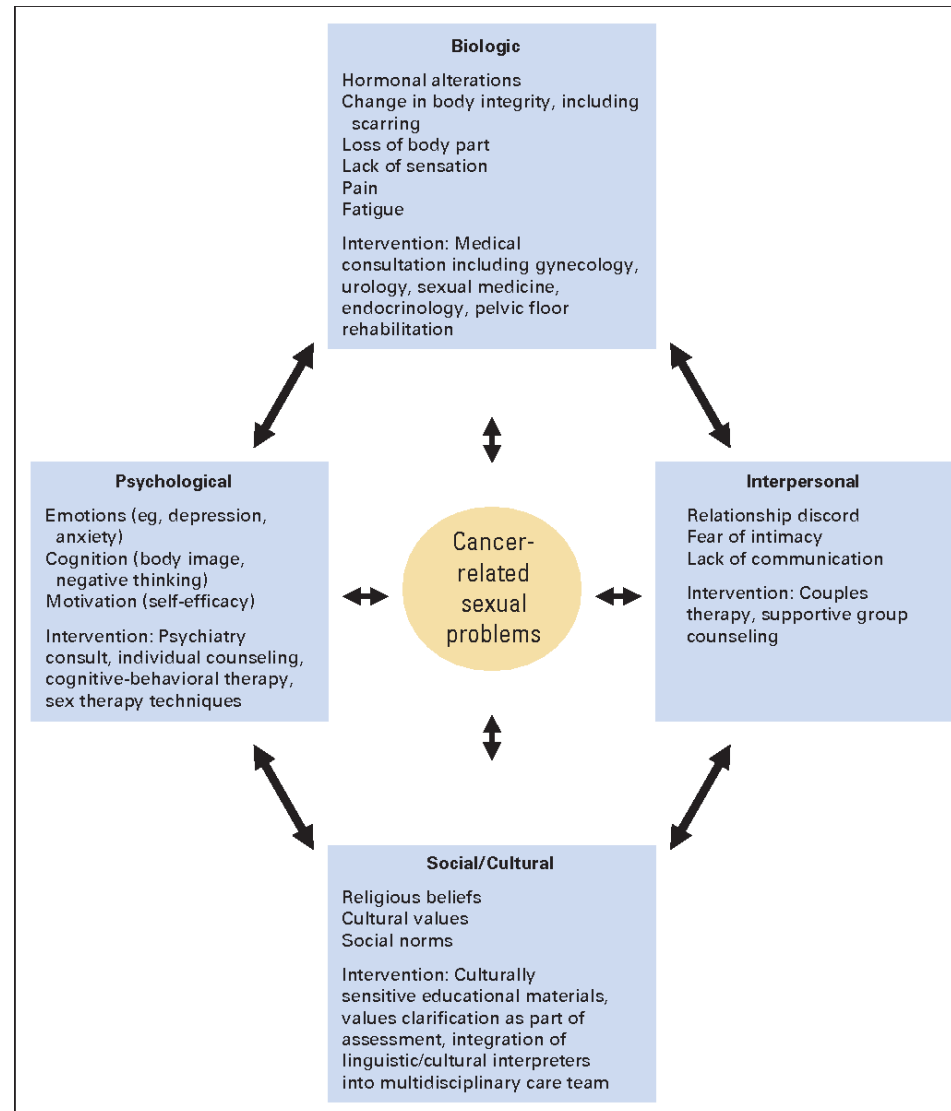 Biologic
Hormonal alterations
Change in body integrity, including
scarring
Loss of body part
Lack of sensation
Pain
Fatigue
Intervention: Medical
consultation including gynecology,
urology, sexual medicine,
endocrinology, pelvic floor
rehabilitation
Psychological
Emotions (eg, depression,
anxiety)
Cognition (body image,
negative thinking)
Motivation (self-efficacy)
Intervention: Psychiatry
consult, individual counseling,
cognitive-behavioral therapy,
sex therapy techniques
Cancer-
related
sexual
problems
Interpersonal
Relationship discord
Fear of intimacy
Lack of communication
Intervention: Couples
therapy, supportive group
counseling
Social/Cultural
Religious beliefs
Cultural values
Social norms
Intervention: Culturally
sensitive educational materials,
values clarification as part of
assessment, integration of
linguistic/cultural interpreters
into multidisciplinary care team